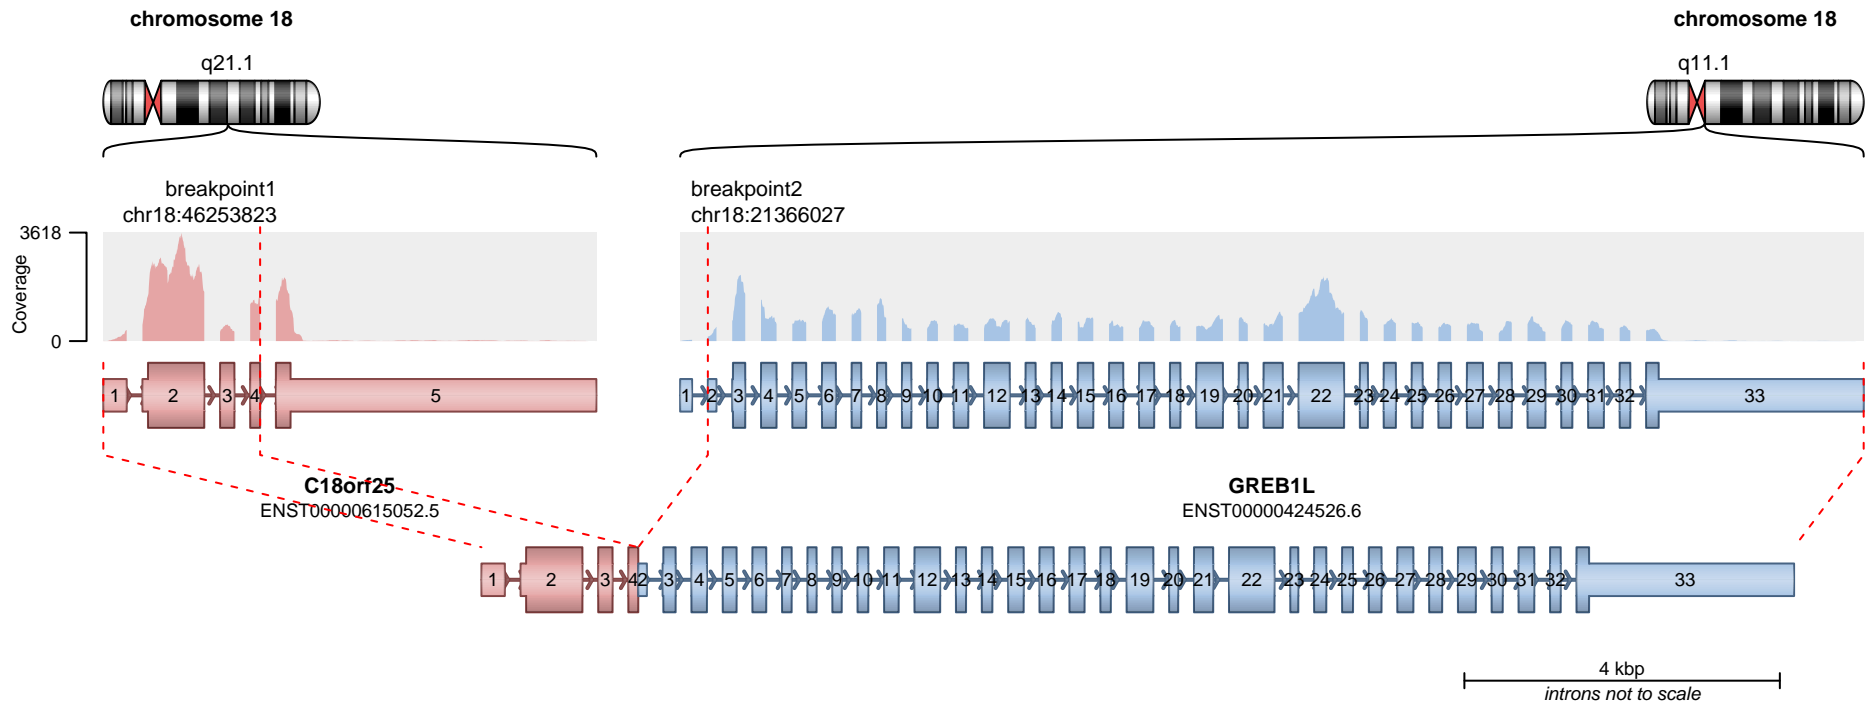 chromosome 18
chromosome 18
q21.1
q11.1
breakpoint1
chr18:46253823
breakpoint2
chr18:21366027
3618
Coverage
0
1 2 3 4 5
1 2 3 4 5 6 7 8 9 10 11 12 13 14 15 16 17 18 19 20 21 22 23 24 25 26 27 28 29 30 31 32 33
C18orf25
ENST00000615052.5
GREB1L
ENST00000424526.6
1 2 3 4 2 3 4 5 6 7 8 9 10 11 12 13 14 15 16 17 18 19 20 21 22 23 24 25 26 27 28 29 30 31 32 33
4 kbp
introns not to scale